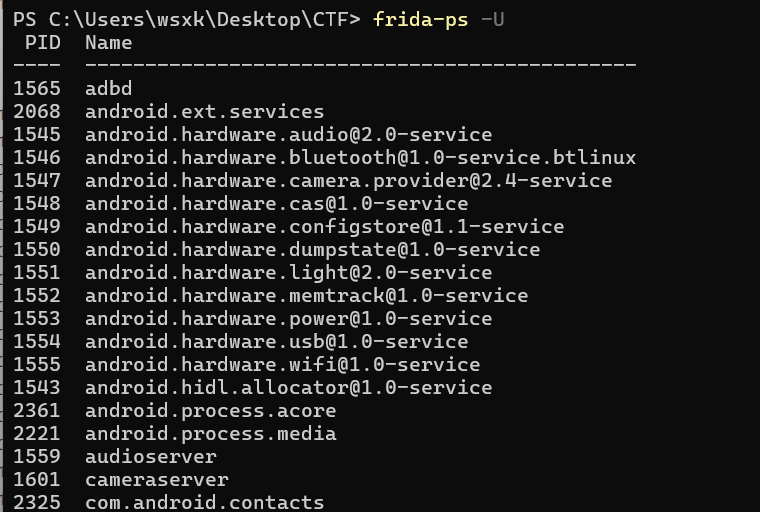 PS C:\Users\wsxk\Desktop\CTF> frida-ps -U
 PID  Name
----  ----------------------------------------------
1565  adbd
2068  android.ext.services
1545  android.hardware.audio@2.0-service
1546  android.hardware.bluetooth@1.0-service.btlinux
1547  android.hardware.camera.provider@2.4-service
1548  android.hardware.cas@1.0-service
1549  android.hardware.configstore@1.1-service
1550  android.hardware.dumpstate@1.0-service
1551  android.hardware.light@2.0-service
1552  android.hardware.memtrack@1.0-service
1553  android.hardware.power@1.0-service
1554  android.hardware.usb@1.0-service
1555  android.hardware.wifi@1.0-service
1543  android.hidl.allocator@1.0-service
2361  android.process.acore
2221  android.process.media
1559  audioserver
1601  cameraserver
2325  com.android.contacts